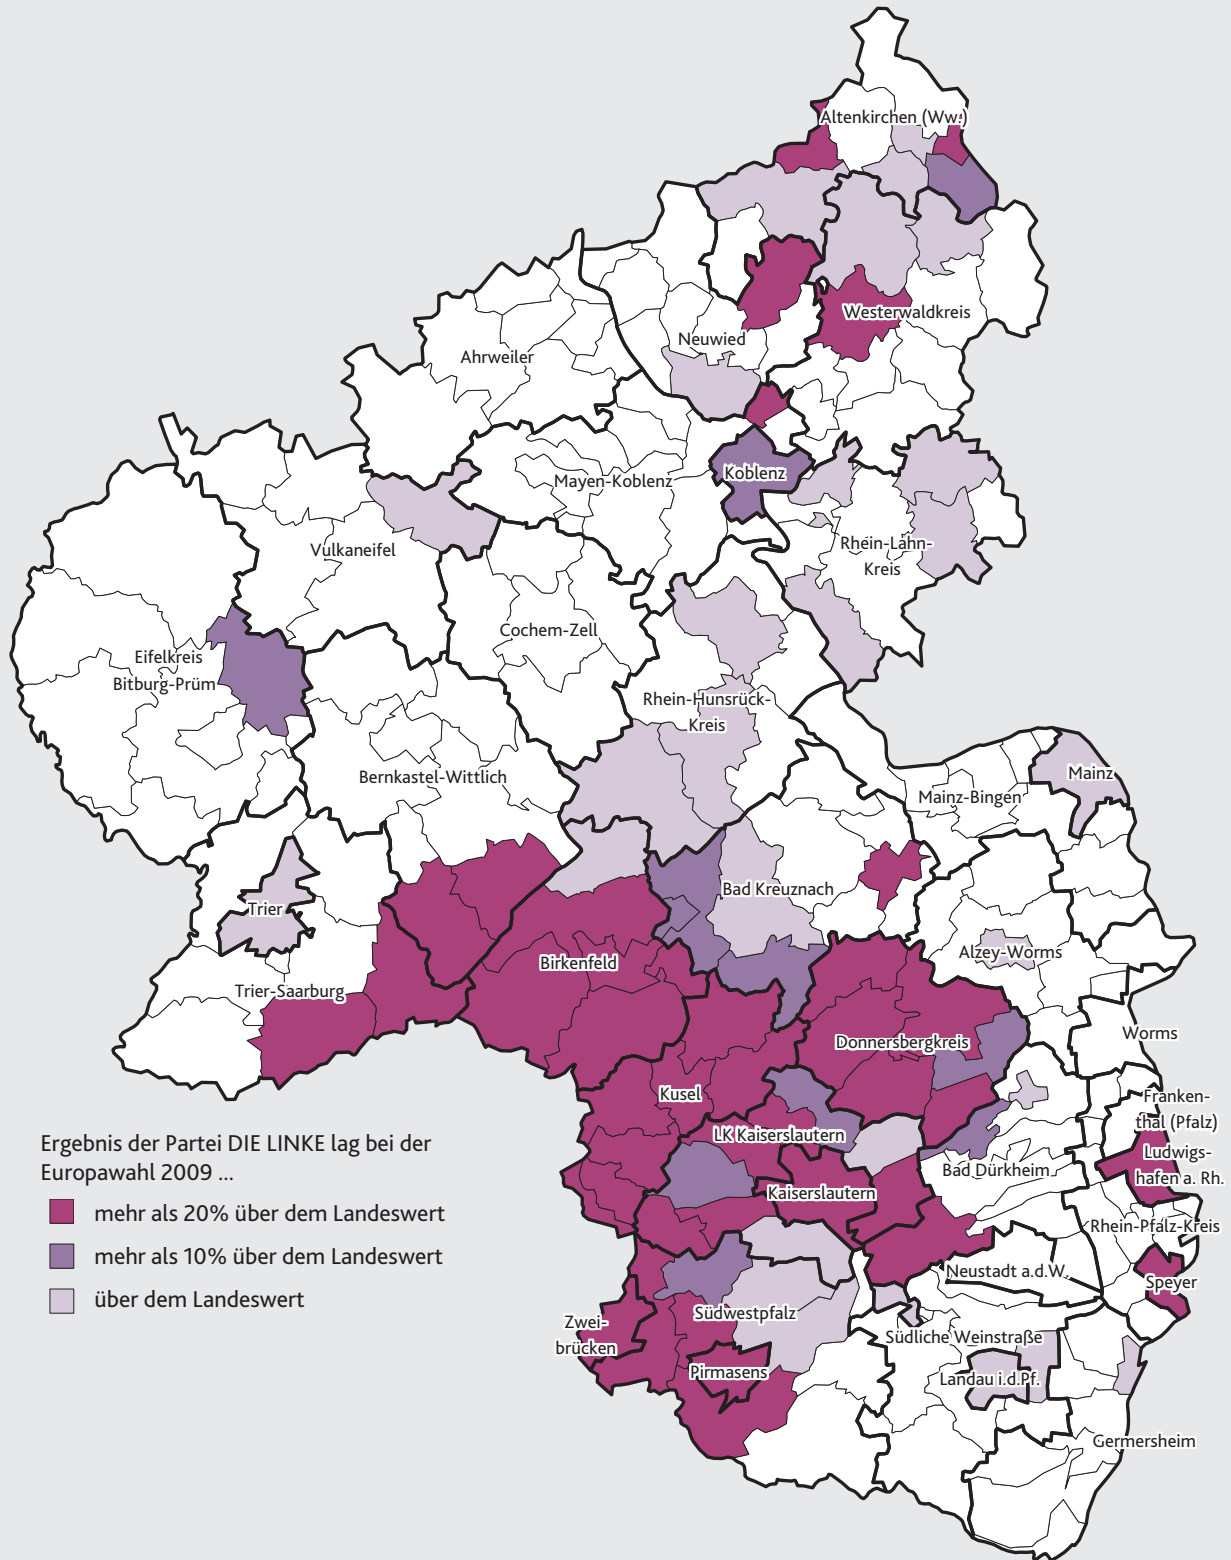 Altenkirchen (Ww.)
Westerwaldkreis
Neuwied
Ahrweiler
Koblenz
Mayen-Koblenz
Rhein-Lahn-
Kreis
Vulkaneifel
Cochem-Zell
Eifelkreis
Bitburg-Prüm
Rhein-Hunsrück-
Kreis
Bernkastel-Wittlich
Mainz
Mainz-Bingen
Bad Kreuznach
Trier
Alzey-Worms
Birkenfeld
Trier-Saarburg
Worms
Donnersbergkreis
Kusel
Franken-
thal (Pfalz)
LK Kaiserslautern
Ludwigs-
hafen a. Rh.
Bad Dürkheim
Kaiserslautern
Rhein-Pfalz-Kreis
Neustadt a.d.W.
Speyer
Südwestpfalz
Zwei-
brücken
Südliche Weinstraße
Pirmasens
Landau i.d.Pf.
Germersheim
Ergebnis der Partei DIE LINKE lag bei der
Europawahl 2009 ...
mehr als 20% über dem Landeswert
mehr als 10% über dem Landeswert
über dem Landeswert